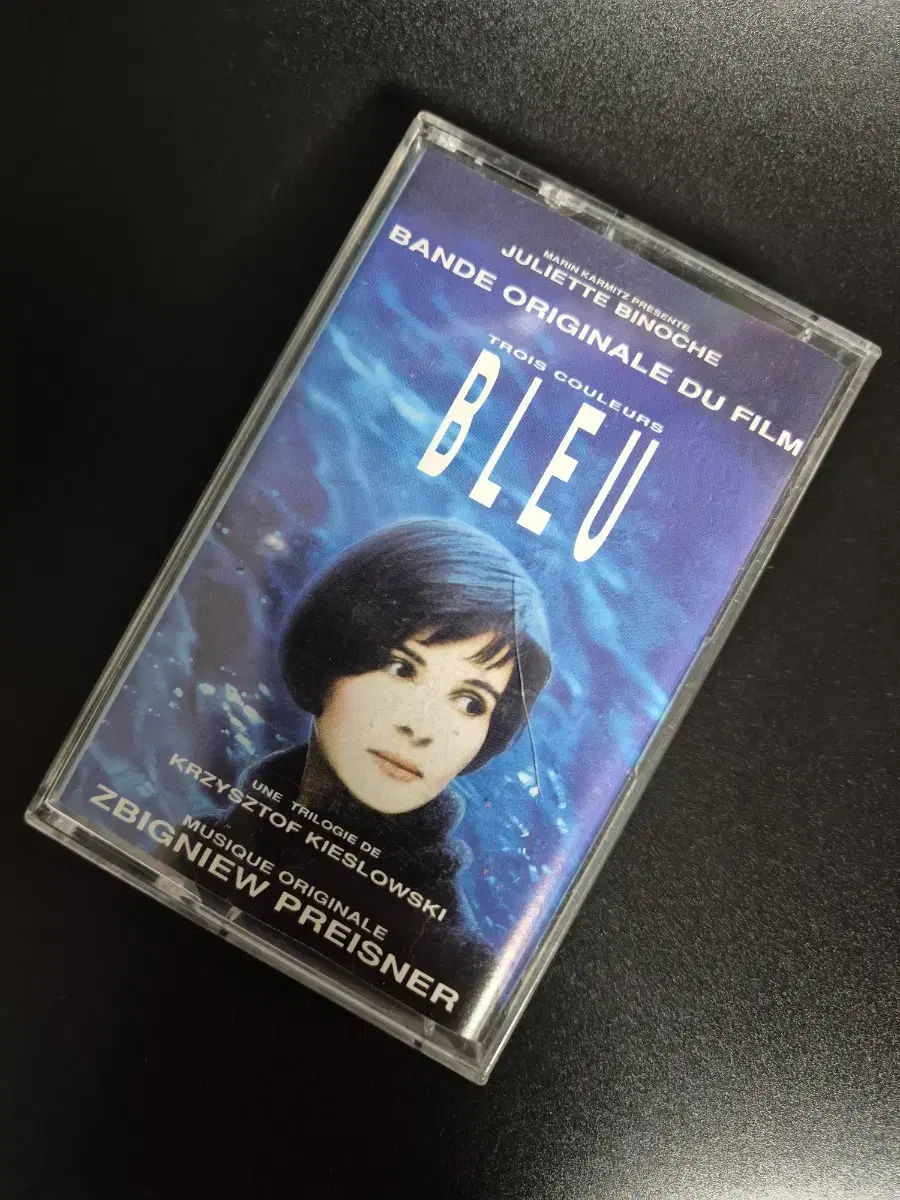 MARIN KARMITZ PRESENTE
JULIETTE BINOCHE
BANDE ORIGINALE DU FILM
TROIS COULEURS
BLEU
UNE TRILOGIE DE
KRZYSZTOF KIESLOWSKI
MUSIQUE ORIGINALE
ZBIGNIEW PREISNER